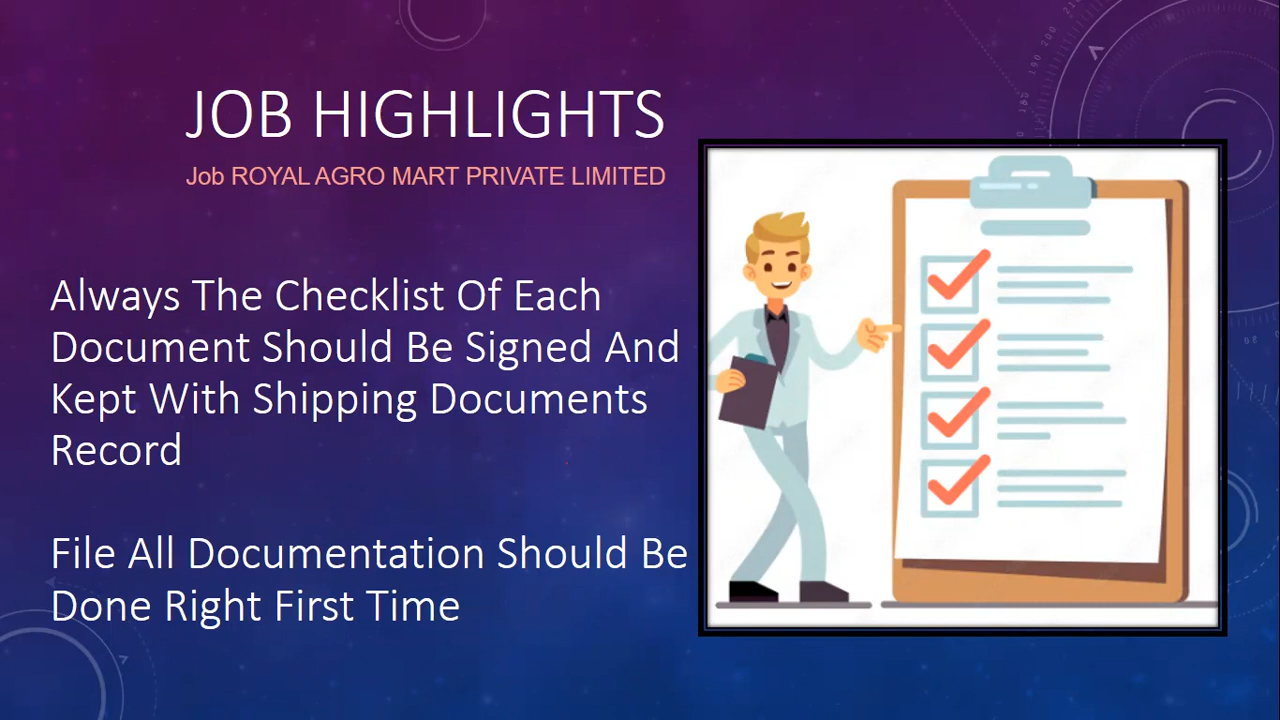 JOB HIGHLIGHTS
Job ROYAL AGRO MART PRIVATE LIMITED
Always The Checklist Of Each
Document Should Be Signed And
Kept With Shipping Documents
Record
File All Documentation Should Be
Done Right First Time